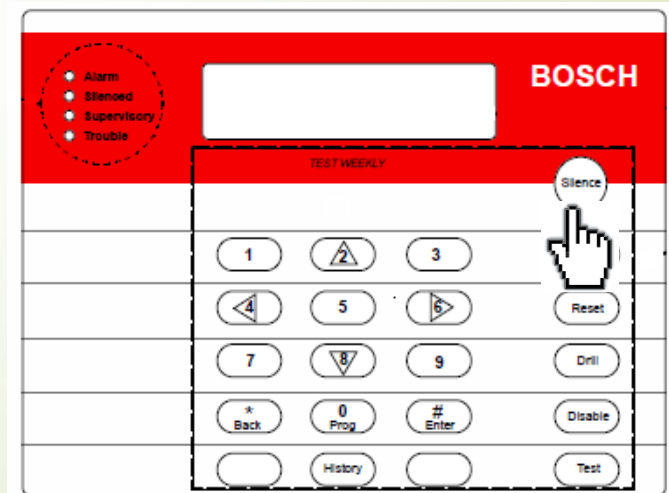 Alarm
Silenced
Supervisory
Trouble
BOSCH
TEST WEEKLY
Silence
1 2 3
4 5 6 Reset
7 8 9 Drill
* 0 # Disable
Back Prog Enter
History Test